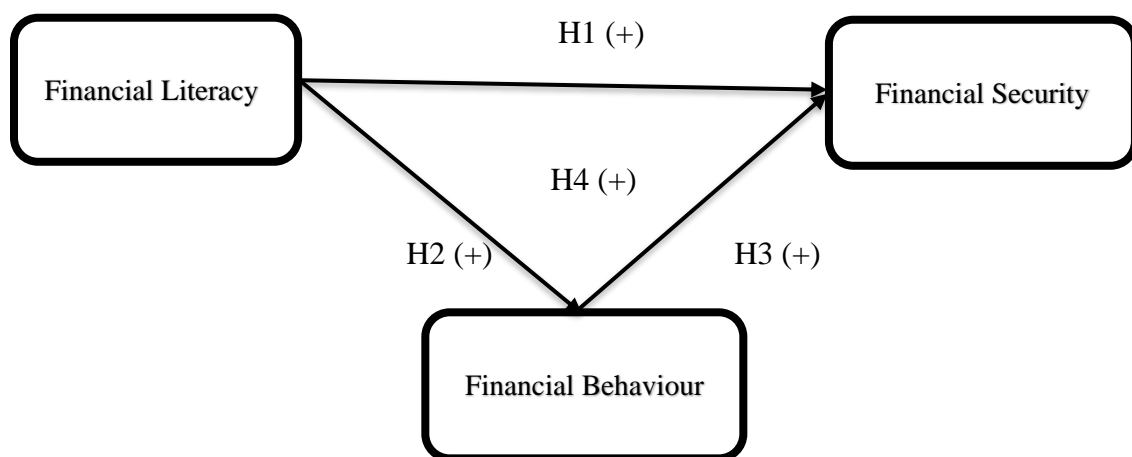 H1 (+)
Financial Literacy
Financial Security
H4 (+)
H2 (+)
H3 (+)
Financial Behaviour